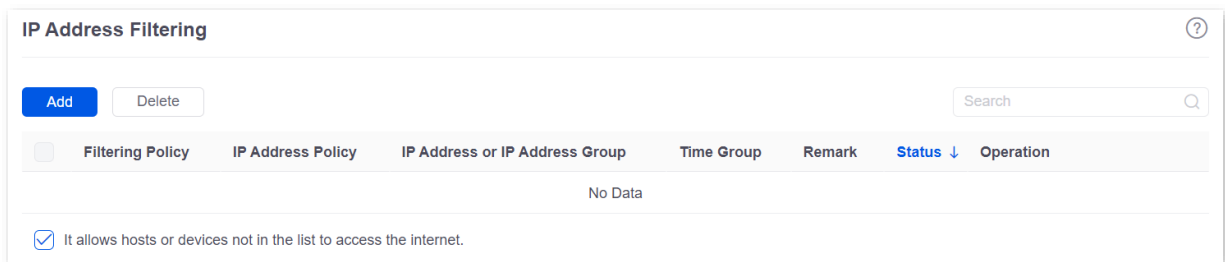 IP Address Filtering
Add Delete Search
Filtering Policy IP Address Policy IP Address or IP Address Group Time Group Remark Status ↓ Operation
No Data
It allows hosts or devices not in the list to access the internet.